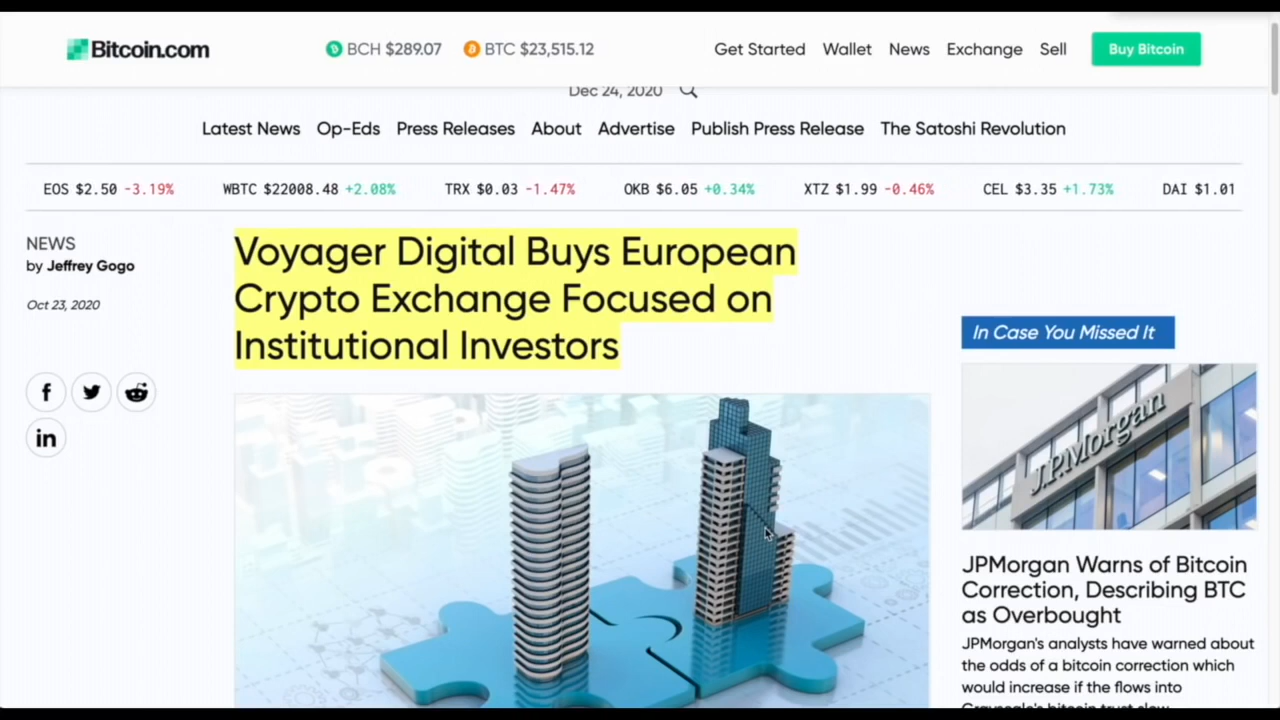 Bitcoin.com
BCH $289.07 BTC $23,515.12
Get Started Wallet News Exchange Sell Buy Bitcoin
Dec 24, 2020
Latest News Op-Eds Press Releases About Advertise Publish Press Release The Satoshi Revolution
EOS $2.50 -3.19% WBTC $22008.48 +2.08% TRX $0.03 -1.47% OKB $6.05 +0.34% XTZ $1.99 -0.46% CEL $3.35 +1.73% DAI $1.01
NEWS
by Jeffrey Gogo
Oct 23, 2020
Voyager Digital Buys European
Crypto Exchange Focused on
Institutional Investors
In Case You Missed It
J.P.Morgan
JPMorgan Warns of Bitcoin
Correction, Describing BTC
as Overbought
JPMorgan's analysts have warned about
the odds of a bitcoin correction which
would increase if the flows into
Grayscale's bitcoin trust slow